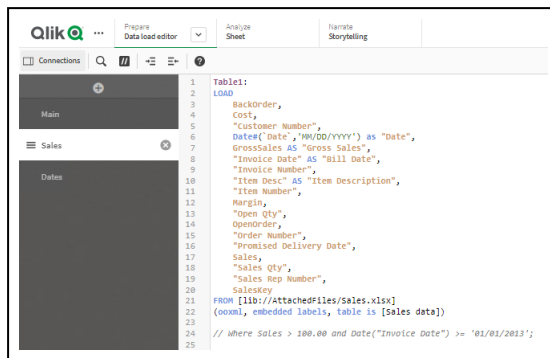 Qlik ... Prepare Analyze Narrate
Data load editor Sheet Storytelling
Connections
Main
Sales
Dates
1 Table1:
2 LOAD
3 BackOrder,
4 Cost,
5 "Customer Number",
6 Date#(`Date`,'MM/DD/YYYY') as "Date",
7 GrossSales AS "Gross Sales",
8 "Invoice Date" AS "Bill Date",
9 "Invoice Number",
10 "Item Desc" AS "Item Description",
11 "Item Number",
12 Margin,
13 "Open Qty",
14 OpenOrder,
15 "Order Number",
16 "Promised Delivery Date",
17 Sales,
18 "Sales Qty",
19 "Sales Rep Number",
20 SalesKey
21 FROM [lib://AttachedFiles/Sales.xlsx]
22 (ooxml, embedded labels, table is [Sales data])
23
24 // Where Sales > 100.00 and Date("Invoice Date") >= '01/01/2013';
25